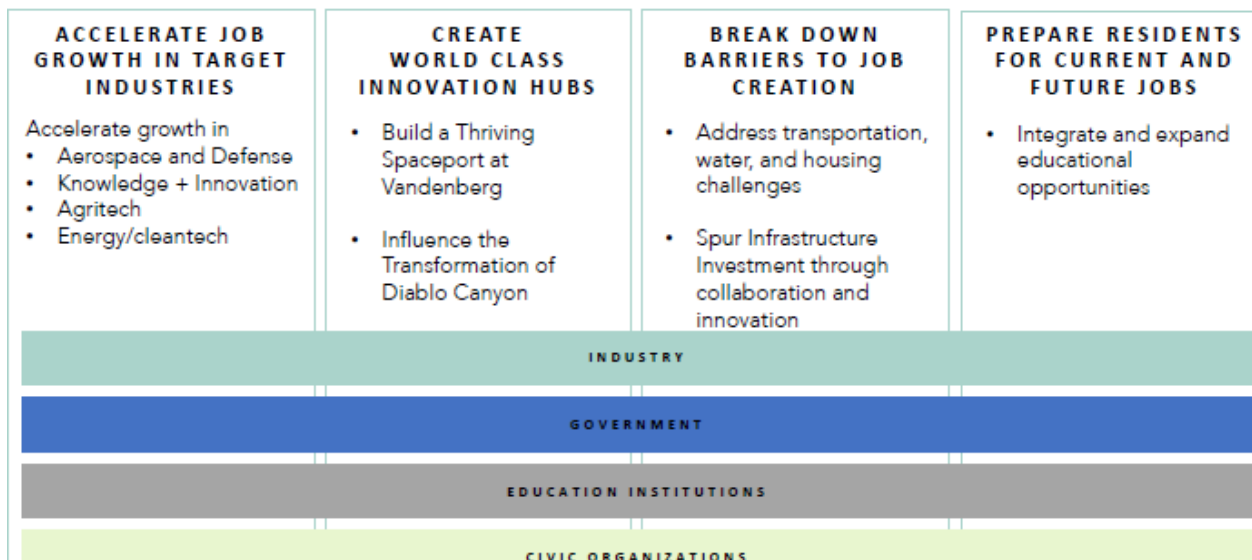 ACCELERATE JOB
GROWTH IN TARGET
INDUSTRIES
Accelerate growth in
• Aerospace and Defense
• Knowledge + Innovation
• Agritech
• Energy/cleantech
CREATE
WORLD CLASS
INNOVATION HUBS
• Build a Thriving
Spaceport at
Vandenberg
• Influence the
Transformation of
Diablo Canyon
BREAK DOWN
BARRIERS TO JOB
CREATION
• Address transportation,
water, and housing
challenges
• Spur Infrastructure
Investment through
collaboration and
innovation
PREPARE RESIDENTS
FOR CURRENT AND
FUTURE JOBS
• Integrate and expand
educational
opportunities
INDUSTRY
GOVERNMENT
EDUCATION INSTITUTIONS
CIVIC ORGANIZATIONS